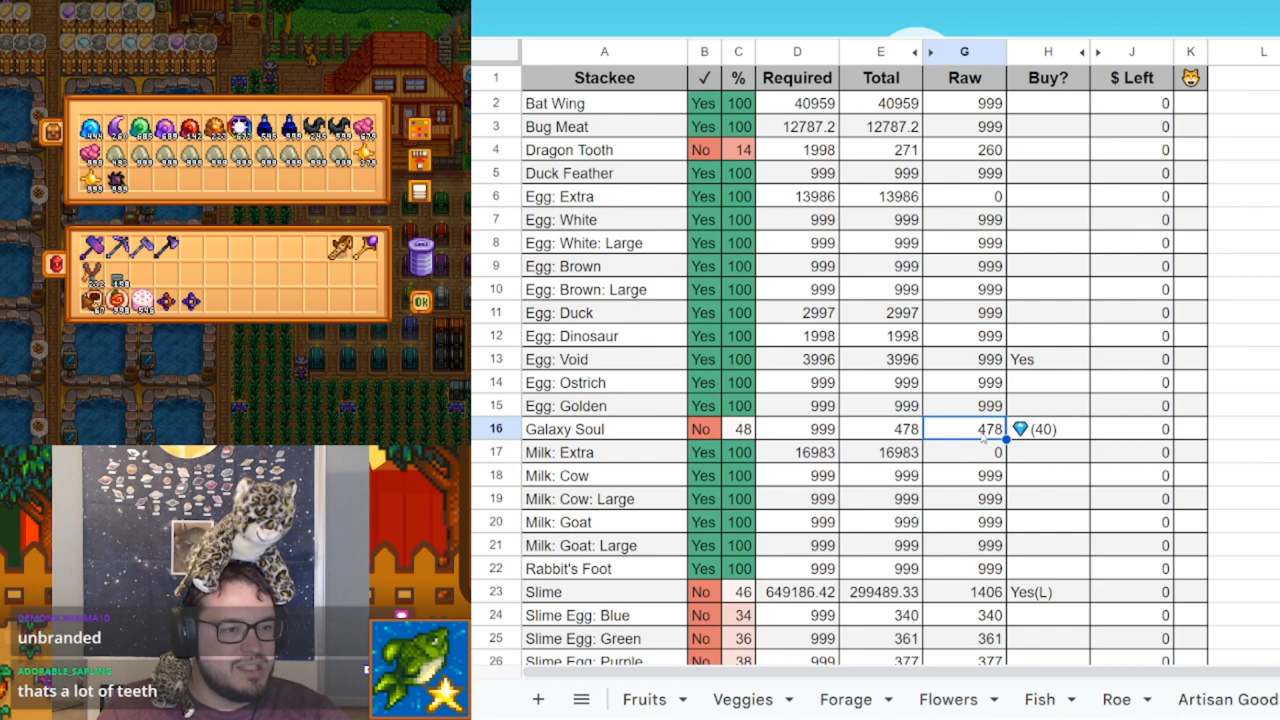 A B C D E G H J K L
1 Stackee ✓ % Required Total Raw Buy? $ Left
2 Bat Wing Yes 100 40959 40959 999 0
3 Bug Meat Yes 100 12787.2 12787.2 999 0
4 Dragon Tooth No 14 1998 271 260 0
5 Duck Feather Yes 100 999 999 999 0
6 Egg: Extra Yes 100 13986 13986 0 0
7 Egg: White Yes 100 999 999 999 0
8 Egg: White: Large Yes 100 999 999 999 0
9 Egg: Brown Yes 100 999 999 999 0
10 Egg: Brown: Large Yes 100 999 999 999 0
11 Egg: Duck Yes 100 2997 2997 999 0
12 Egg: Dinosaur Yes 100 1998 1998 999 0
13 Egg: Void Yes 100 3996 3996 999 Yes 0
14 Egg: Ostrich Yes 100 999 999 999 0
15 Egg: Golden Yes 100 999 999 999 0
16 Galaxy Soul No 48 999 478 478 (40) 0
17 Milk: Extra Yes 100 16983 16983 0 0
18 Milk: Cow Yes 100 999 999 999 0
19 Milk: Cow: Large Yes 100 999 999 999 0
20 Milk: Goat Yes 100 999 999 999 0
21 Milk: Goat: Large Yes 100 999 999 999 0
22 Rabbit's Foot Yes 100 999 999 999 0
23 Slime No 46 649186.42 299489.33 1406 Yes(L) 0
24 Slime Egg: Blue No 34 999 340 340 0
25 Slime Egg: Green No 36 999 361 361 0
26 Slime Egg: Purple No 38 999 377 377 0
Fruits Veggies Forage Flowers Fish Roe Artisan Good
Ok
unbranded
ADORABLE_SAPLING
thats a lot of teeth